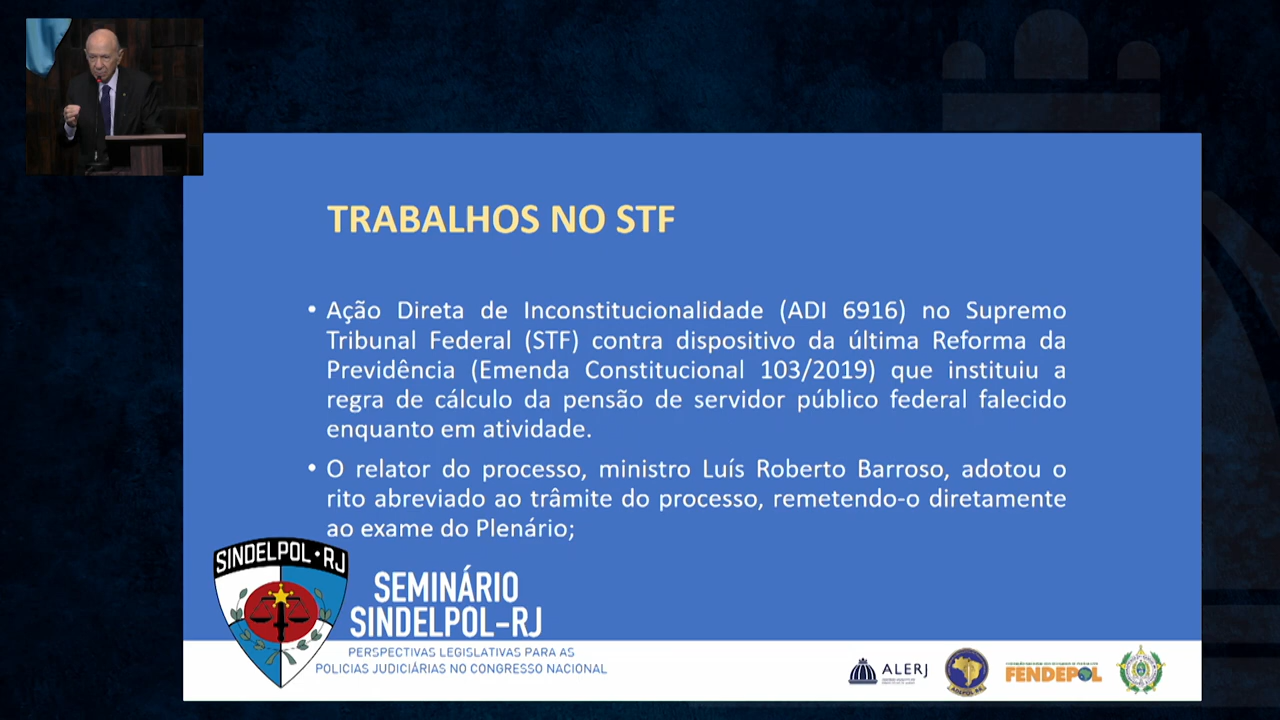 TRABALHOS NO STF
• Ação Direta de Inconstitucionalidade (ADI 6916) no Supremo
Tribunal Federal (STF) contra dispositivo da última Reforma da
Previdência (Emenda Constitucional 103/2019) que instituiu a
regra de cálculo da pensão de servidor público federal falecido
enquanto em atividade.
• O relator do processo, ministro Luís Roberto Barroso, adotou o
rito abreviado ao trâmite do processo, remetendo-o diretamente
ao exame do Plenário;
SINDELPOL • RJ
SEMINÁRIO
SINDELPOL-RJ
PERSPECTIVAS LEGISLATIVAS PARA AS
POLICIAS JUDICIÁRIAS NO CONGRESSO NACIONAL
ALERJ
FENDEPOL